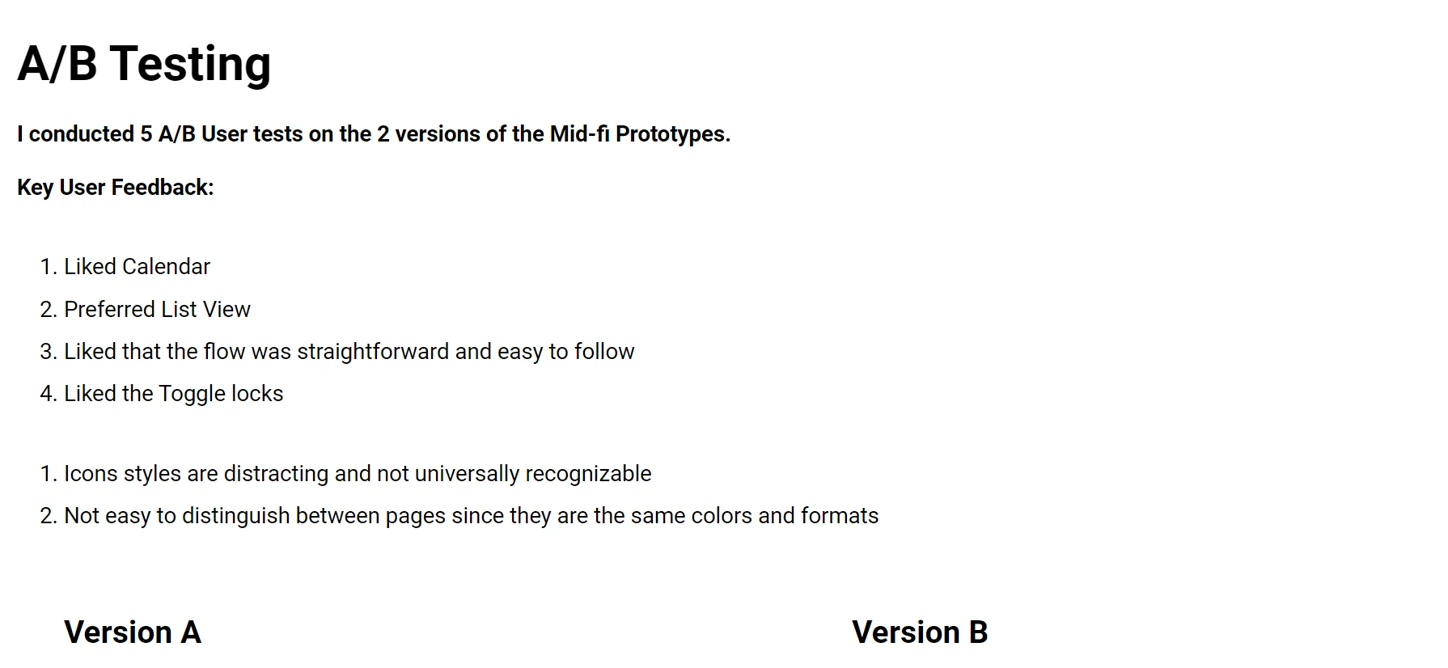 A/B Testing
I conducted 5 A/B User tests on the 2 versions of the Mid-fi Prototypes.
Key User Feedback:
1. Liked Calendar
2. Preferred List View
3. Liked that the flow was straightforward and easy to follow
4. Liked the Toggle locks
1. Icons styles are distracting and not universally recognizable
2. Not easy to distinguish between pages since they are the same colors and formats
Version A
Version B